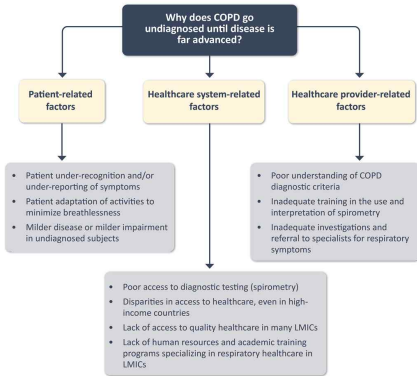 Why does COPD go
undiagnosed until disease is
far advanced?
Patient-related
factors
Healthcare system-related
factors
Healthcare provider-related
factors
• Patient under-recognition and/or
under-reporting of symptoms
• Patient adaptation of activities to
minimize breathlessness
• Milder disease or milder impairment
in undiagnosed subjects
• Poor understanding of COPD
diagnostic criteria
• Inadequate training in the use and
interpretation of spirometry
• Inadequate investigations and
referral to specialists for respiratory
symptoms
• Poor access to diagnostic testing (spirometry)
• Disparities in access to healthcare, even in high-
income countries
• Lack of access to quality healthcare in many LMICs
• Lack of human resources and academic training
programs specializing in respiratory healthcare in
LMICs